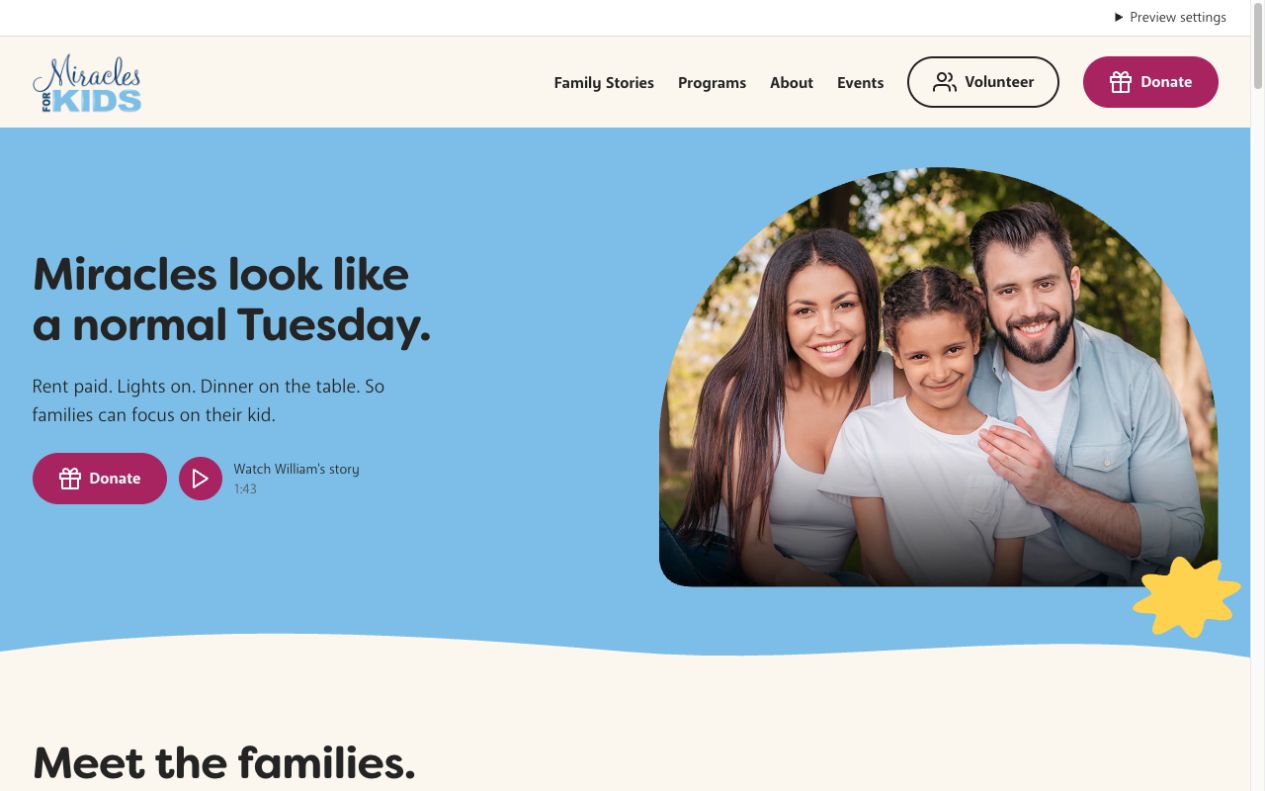 ▶ Preview settings
Miracles
FOR KIDS
Family Stories
Programs
About
Events
Volunteer
Donate
Miracles look like
a normal Tuesday.
Rent paid. Lights on. Dinner on the table. So
families can focus on their kid.
Donate
Watch William's story
1:43
Meet the families.